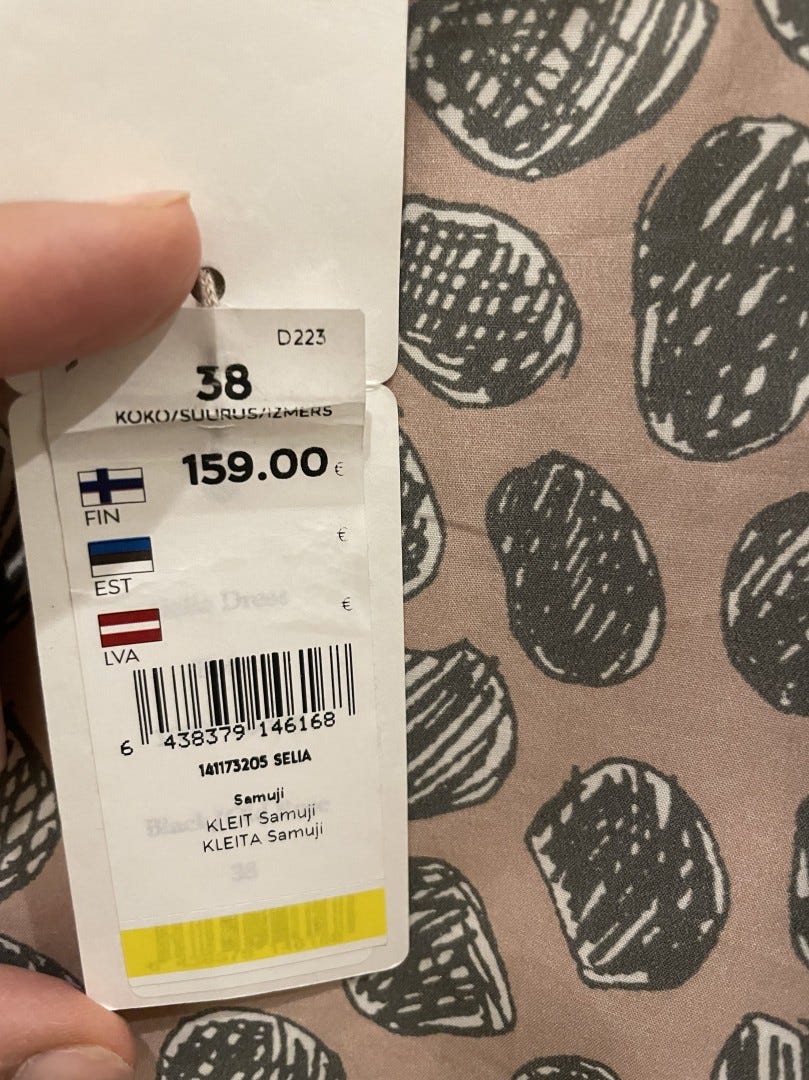 D223
38
KOKO/SUURUS/IZMERS
159.00 €
FIN
€
EST
€
LVA
6 438379 146168
141173205 SELIA
Samuji
KLEIT Samuji
KLEITA Samuji